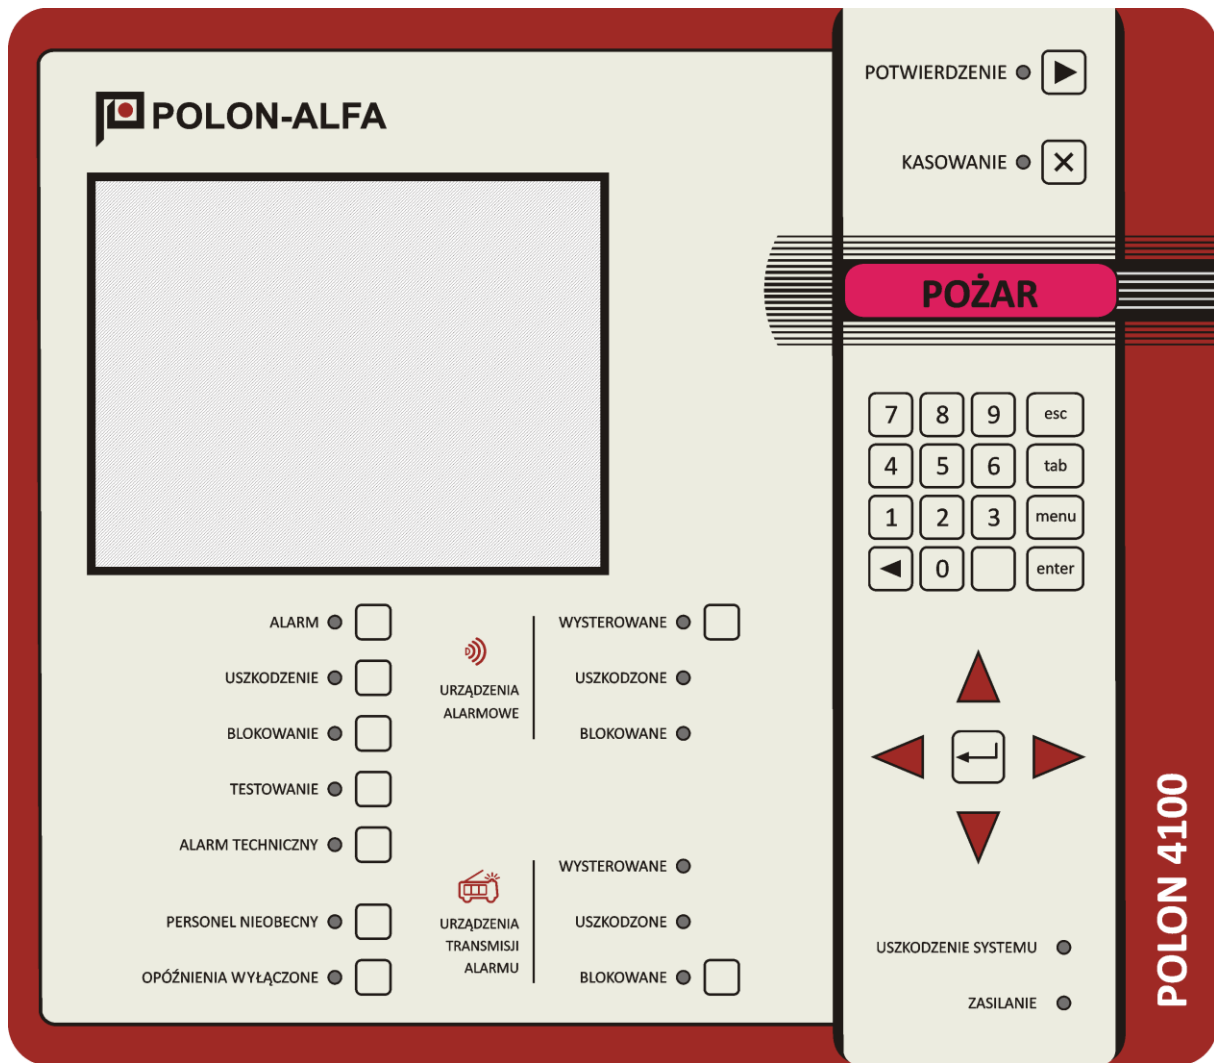 POLON-ALFA
POTWIERDZENIE
KASOWANIE
POŻAR
7 8 9 esc
4 5 6 tab
1 2 3 menu
0 enter
ALARM
USZKODZENIE
BLOKOWANIE
TESTOWANIE
ALARM TECHNICZNY
PERSONEL NIEOBECNY
OPÓŹNIENIA WYŁĄCZONE
URZĄDZENIA
ALARMOWE
WYSTEROWANE
USZKODZONE
BLOKOWANE
URZĄDZENIA
TRANSMISJI
ALARMU
WYSTEROWANE
USZKODZONE
BLOKOWANE
USZKODZENIE SYSTEMU
ZASILANIE
POLON 4100